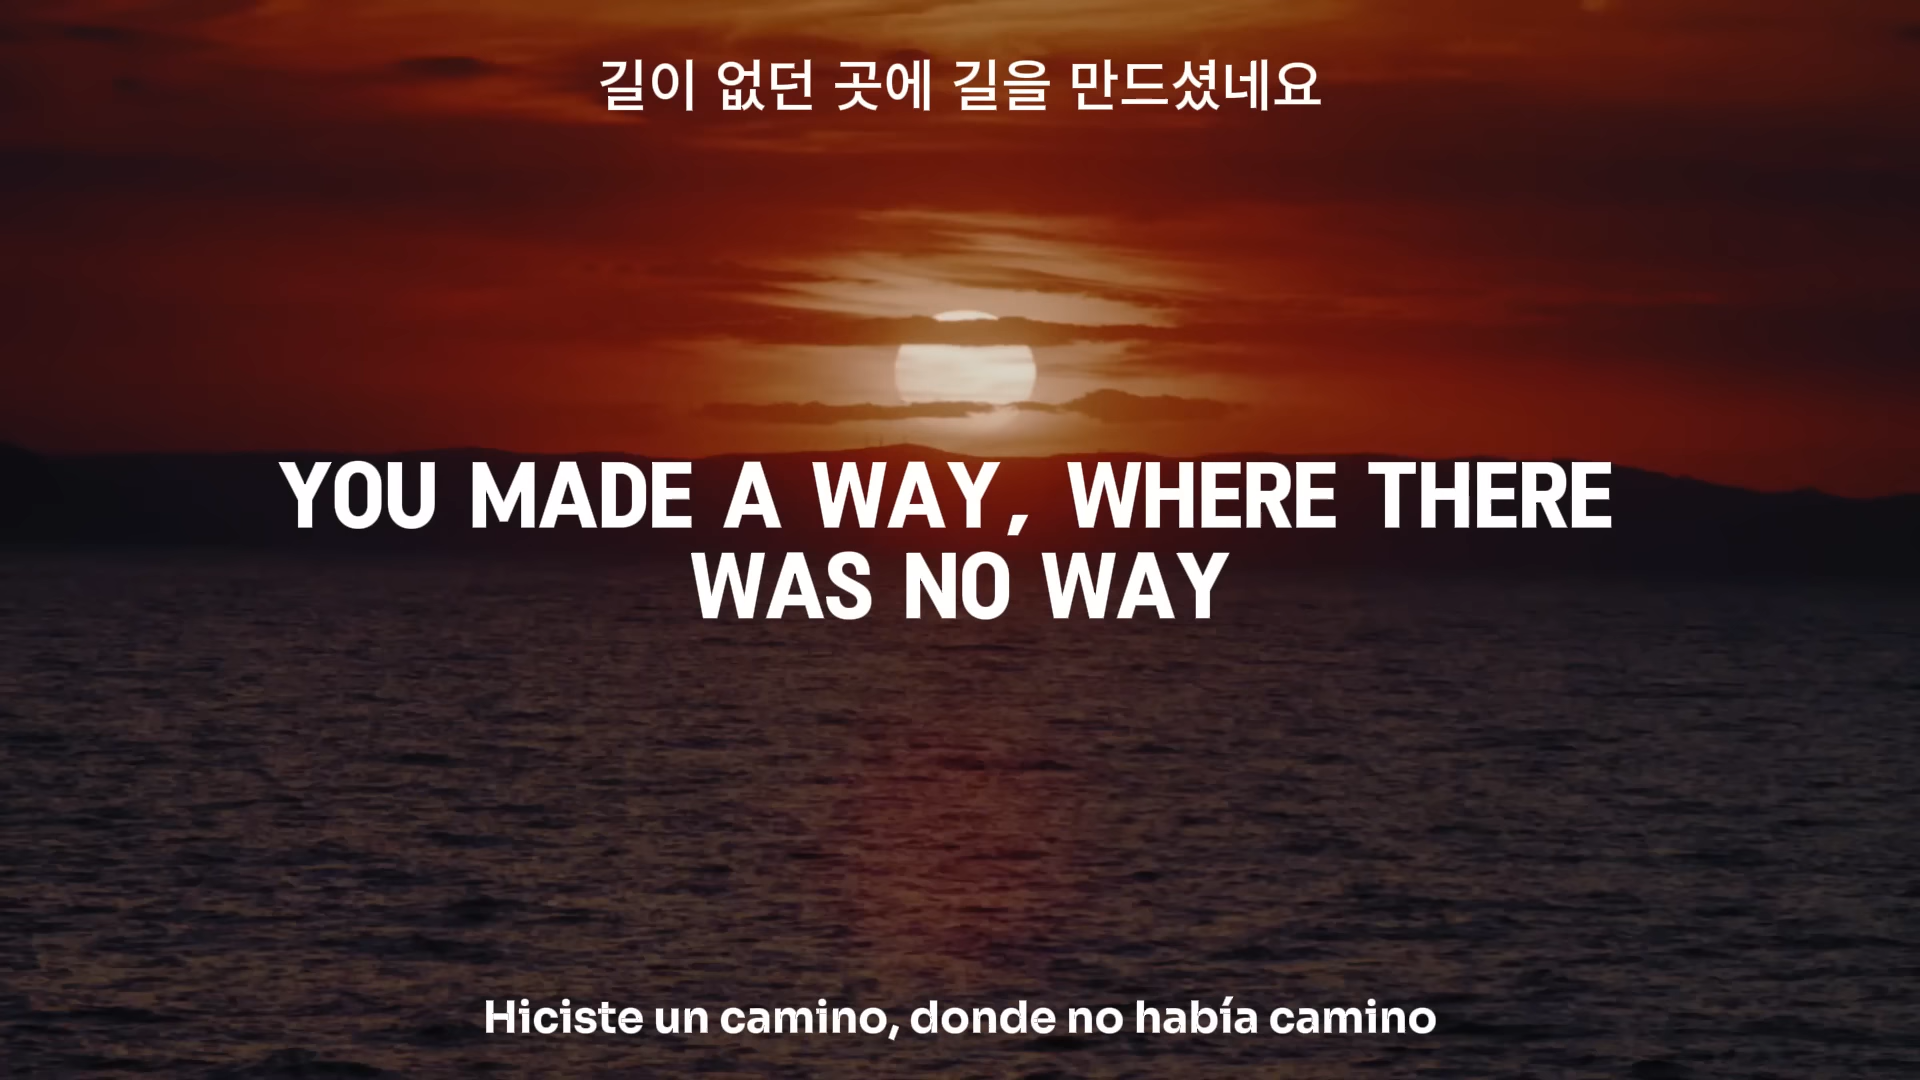 길이 없던 곳에 길을 만드셨네요
YOU MADE A WAY, WHERE THERE
WAS NO WAY
Hiciste un camino, donde no había camino